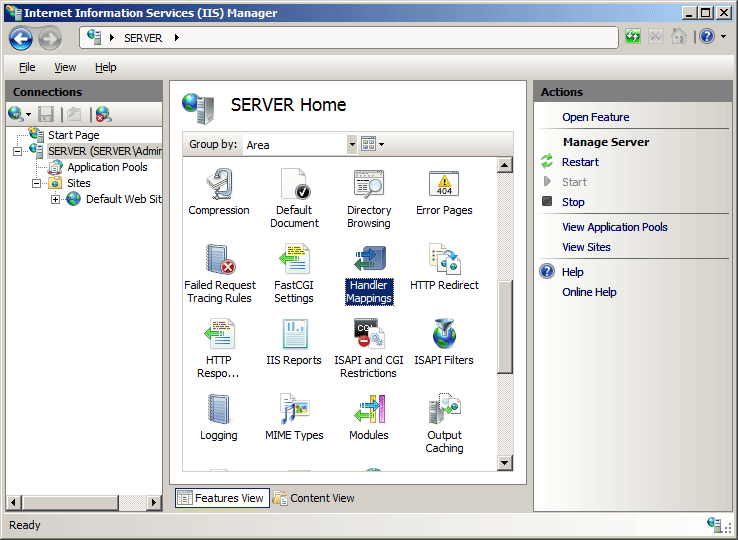 Internet Information Services (IIS) Manager
SERVER
File View Help
Connections
Start Page
SERVER (SERVER\Admin
Application Pools
Sites
Default Web Sit
SERVER Home
Group by: Area
Compression
Default Document
Directory Browsing
Error Pages
404
Failed Request Tracing Rules
FastCGI Settings
Handler Mappings
HTTP Redirect
HTTP Respo...
IIS Reports
CGI
ISAPI and CGI Restrictions
ISAPI Filters
Logging
MIME Types
Modules
Output Caching
Features View
Content View
Actions
Open Feature
Manage Server
Restart
Start
Stop
View Application Pools
View Sites
Help
Online Help
Ready